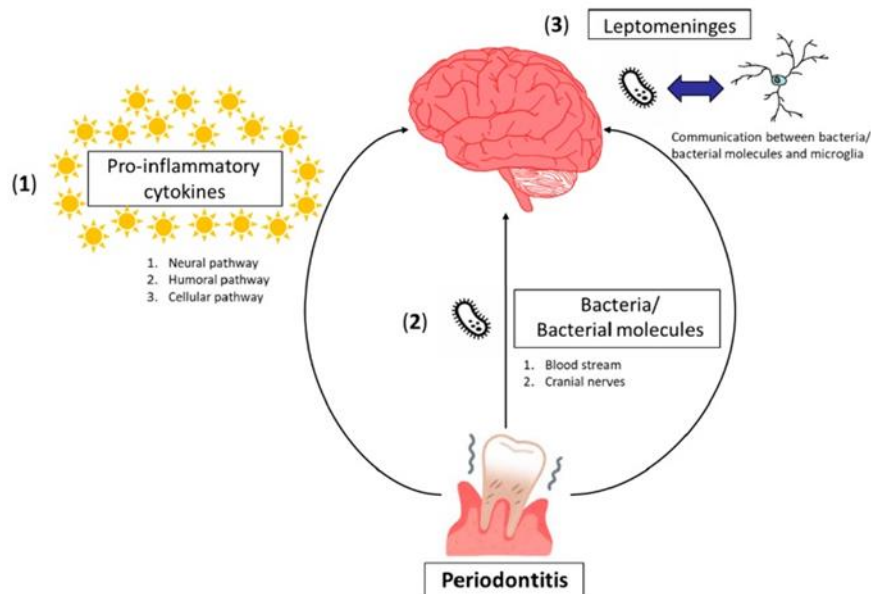 (3)
Leptomeninges
Communication between bacteria/
bacterial molecules and microglia
(1)
Pro-inflammatory
cytokines
1. Neural pathway
2. Humoral pathway
3. Cellular pathway
(2)
Bacteria/
Bacterial molecules
1. Blood stream
2. Cranial nerves
Periodontitis